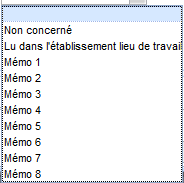 Non concerné
Lu dans l'établissement lieu de travail
Mémo 1
Mémo 2
Mémo 3
Mémo 4
Mémo 5
Mémo 6
Mémo 7
Mémo 8